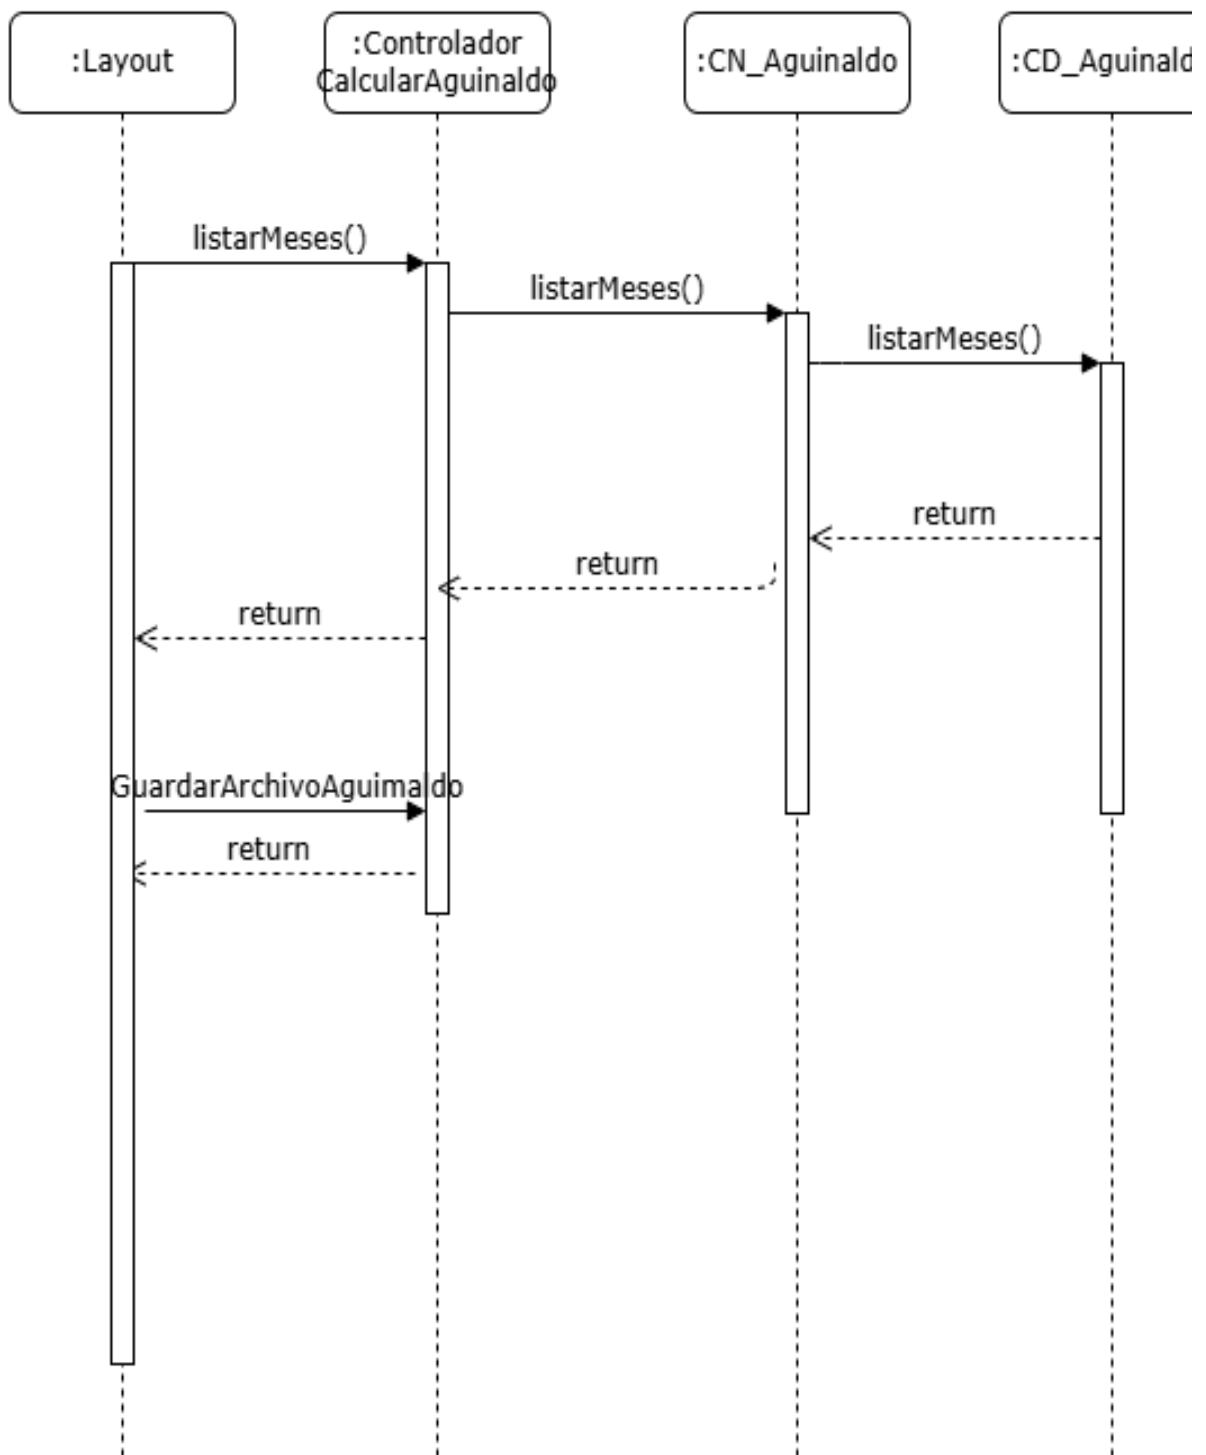 :Layout
:Controlador
CalcularAguinaldo
:CN_Aguinaldo
:CD_Aguinald
listarMeses()
listarMeses()
listarMeses()
return
return
return
GuardarArchivoAguimaldo
return